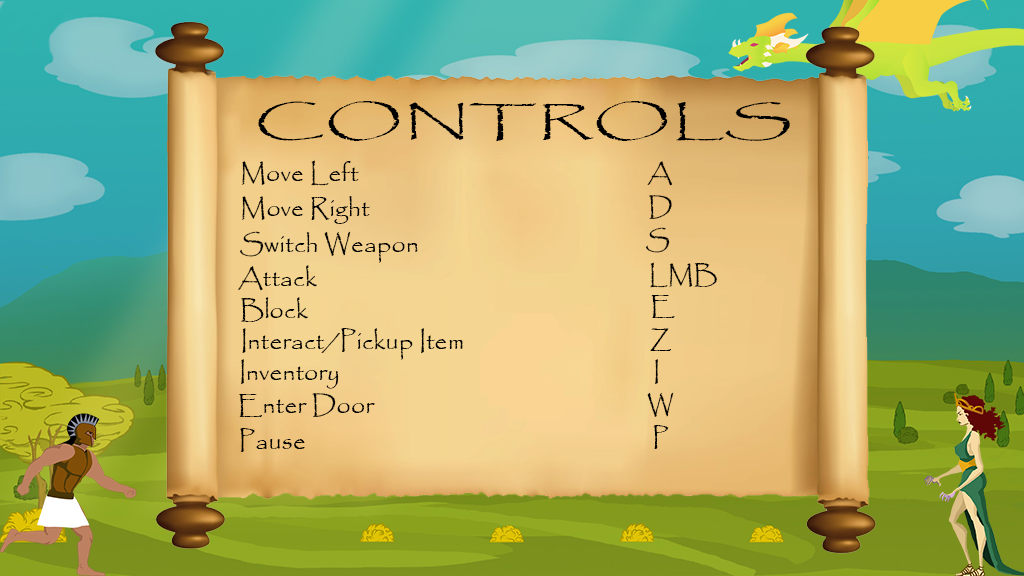 CONTROLS
Move Left A
Move Right D
Switch Weapon S
Attack LMB
Block E
Interact/Pickup Item Z
Inventory I
Enter Door W
Pause P